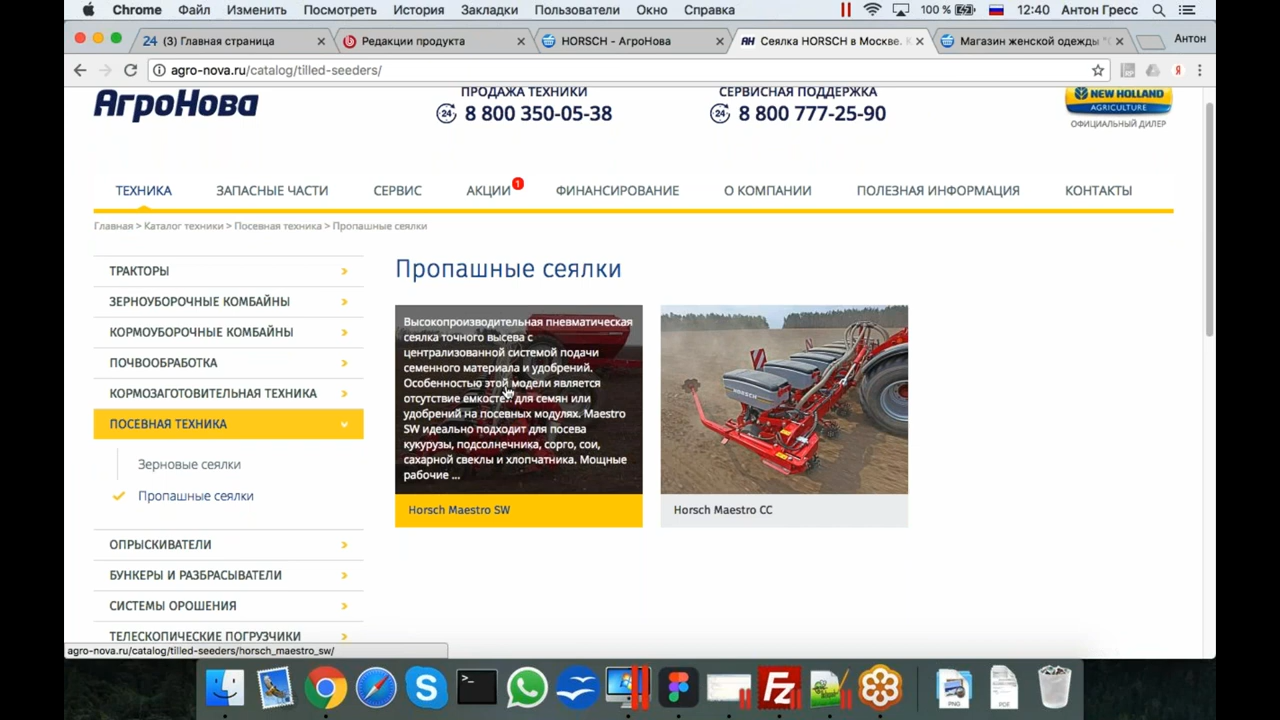 Chrome Файл Изменить Посмотреть История Закладки Пользователи Окно Справка 100 % 12:40 Антон Гресс
24 (3) Главная страница × Редакции продукта × HORSCH - АгроНова × АН Сеялка HORSCH в Москве. × Магазин женской одежды "С × Антон
agro-nova.ru/catalog/tilled-seeders/
АгроНова
ПРОДАЖА ТЕХНИКИ
24 8 800 350-05-38
СЕРВИСНАЯ ПОДДЕРЖКА
24 8 800 777-25-90
NEW HOLLAND
AGRICULTURE
ОФИЦИАЛЬНЫЙ ДИЛЕР
ТЕХНИКА ЗАПАСНЫЕ ЧАСТИ СЕРВИС АКЦИИ 1 ФИНАНСИРОВАНИЕ О КОМПАНИИ ПОЛЕЗНАЯ ИНФОРМАЦИЯ КОНТАКТЫ
Главная > Каталог техники > Посевная техника > Пропашные сеялки
ТРАКТОРЫ
ЗЕРНОУБОРОЧНЫЕ КОМБАЙНЫ
КОРМОУБОРОЧНЫЕ КОМБАЙНЫ
ПОЧВООБРАБОТКА
КОРМОЗАГОТОВИТЕЛЬНАЯ ТЕХНИКА
ПОСЕВНАЯ ТЕХНИКА
Зерновые сеялки
Пропашные сеялки
ОПРЫСКИВАТЕЛИ
БУНКЕРЫ И РАЗБРАСЫВАТЕЛИ
СИСТЕМЫ ОРОШЕНИЯ
ТЕЛЕСКОПИЧЕСКИЕ ПОГРУЗЧИКИ
Пропашные сеялки
Высокопроизводительная пневматическая
сеялка точного высева с
централизованной системой подачи
семенного материала и удобрений.
Особенностью этой модели является
отсутствие емкостей для семян или
удобрений на посевных модулях. Maestro
SW идеально подходит для посева
кукурузы, подсолнечника, сорго, сои,
сахарной свеклы и хлопчатника. Мощные
рабочие ...
Horsch Maestro SW
HORSCH
Horsch Maestro CC
agro-nova.ru/catalog/tilled-seeders/horsch_maestro_sw/
PNG PDF